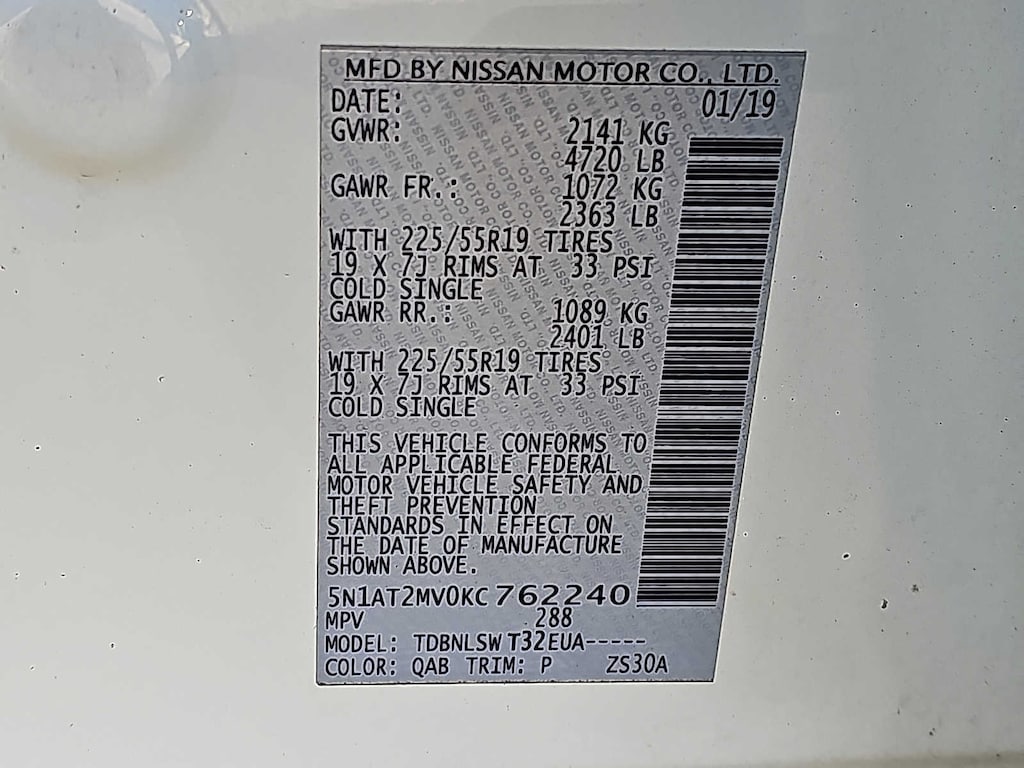 MFD BY NISSAN MOTOR CO., LTD.
DATE: 01/19
GVWR: 2141 KG
4720 LB
GAWR FR.: 1072 KG
2363 LB
WITH 225/55R19 TIRES
19 X 7J RIMS AT 33 PSI
COLD SINGLE
GAWR RR.: 1089 KG
2401 LB
WITH 225/55R19 TIRES
19 X 7J RIMS AT 33 PSI
COLD SINGLE
THIS VEHICLE CONFORMS TO
ALL APPLICABLE FEDERAL
MOTOR VEHICLE SAFETY AND
THEFT PREVENTION
STANDARDS IN EFFECT ON
THE DATE OF MANUFACTURE
SHOWN ABOVE.
5N1AT2MV0KC762240
MPV 288
MODEL: TDBNLSW T32EUA-----
COLOR: QAB TRIM: P ZS30A